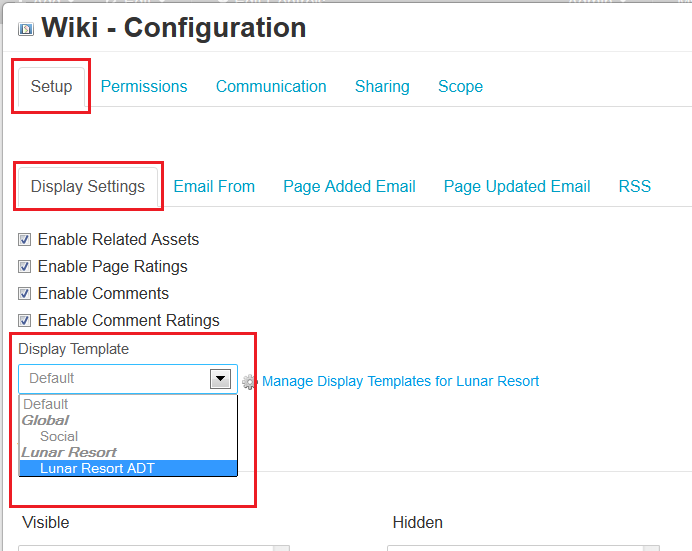 Wiki - Configuration
Setup Permissions Communication Sharing Scope
Display Settings Email From Page Added Email Page Updated Email RSS
Enable Related Assets
Enable Page Ratings
Enable Comments
Enable Comment Ratings
Display Template
Default
Manage Display Templates for Lunar Resort
Default
Global
Social
Lunar Resort
Lunar Resort ADT
Visible Hidden